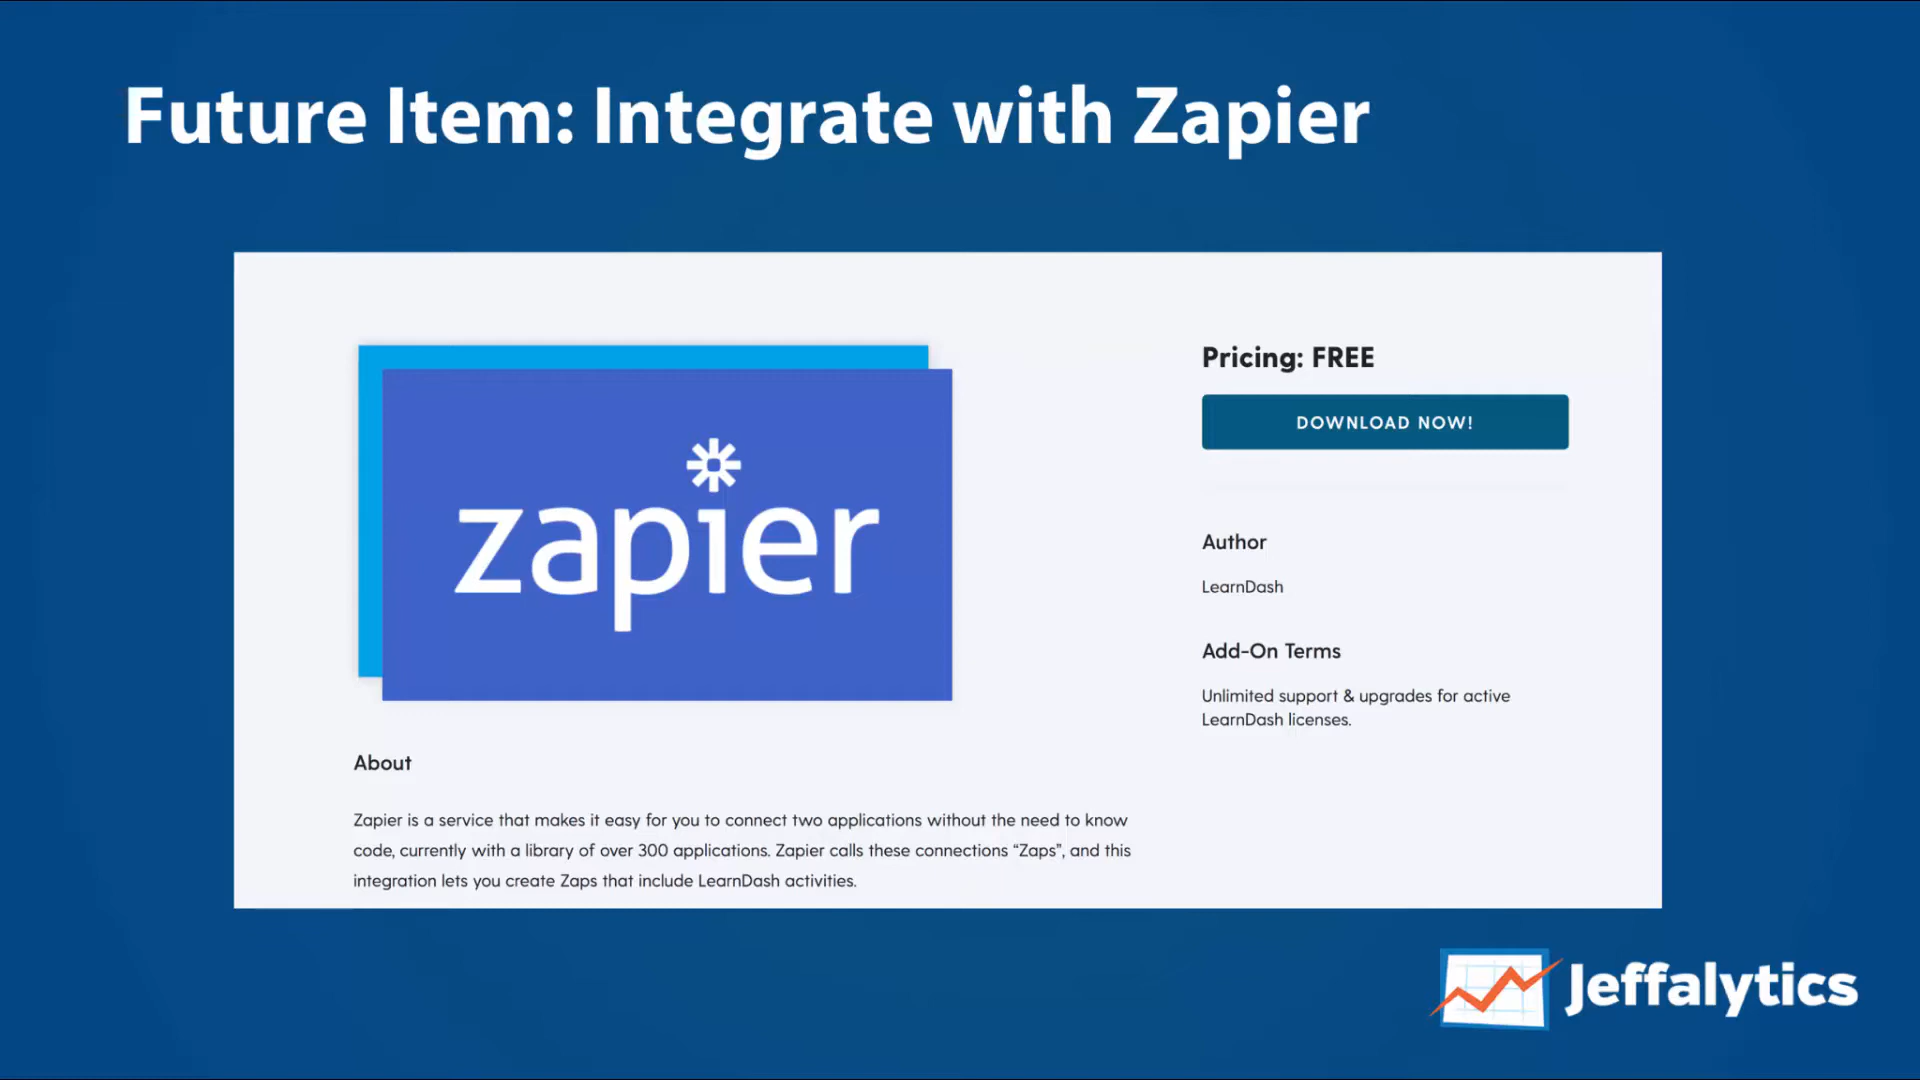 Future Item: Integrate with Zapier
zapier
Pricing: FREE
DOWNLOAD NOW!
Author
LearnDash
Add-On Terms
Unlimited support & upgrades for active
LearnDash licenses.
About
Zapier is a service that makes it easy for you to connect two applications without the need to know
code, currently with a library of over 300 applications. Zapier calls these connections “Zaps”, and this
integration lets you create Zaps that include LearnDash activities.
Jeffalytics